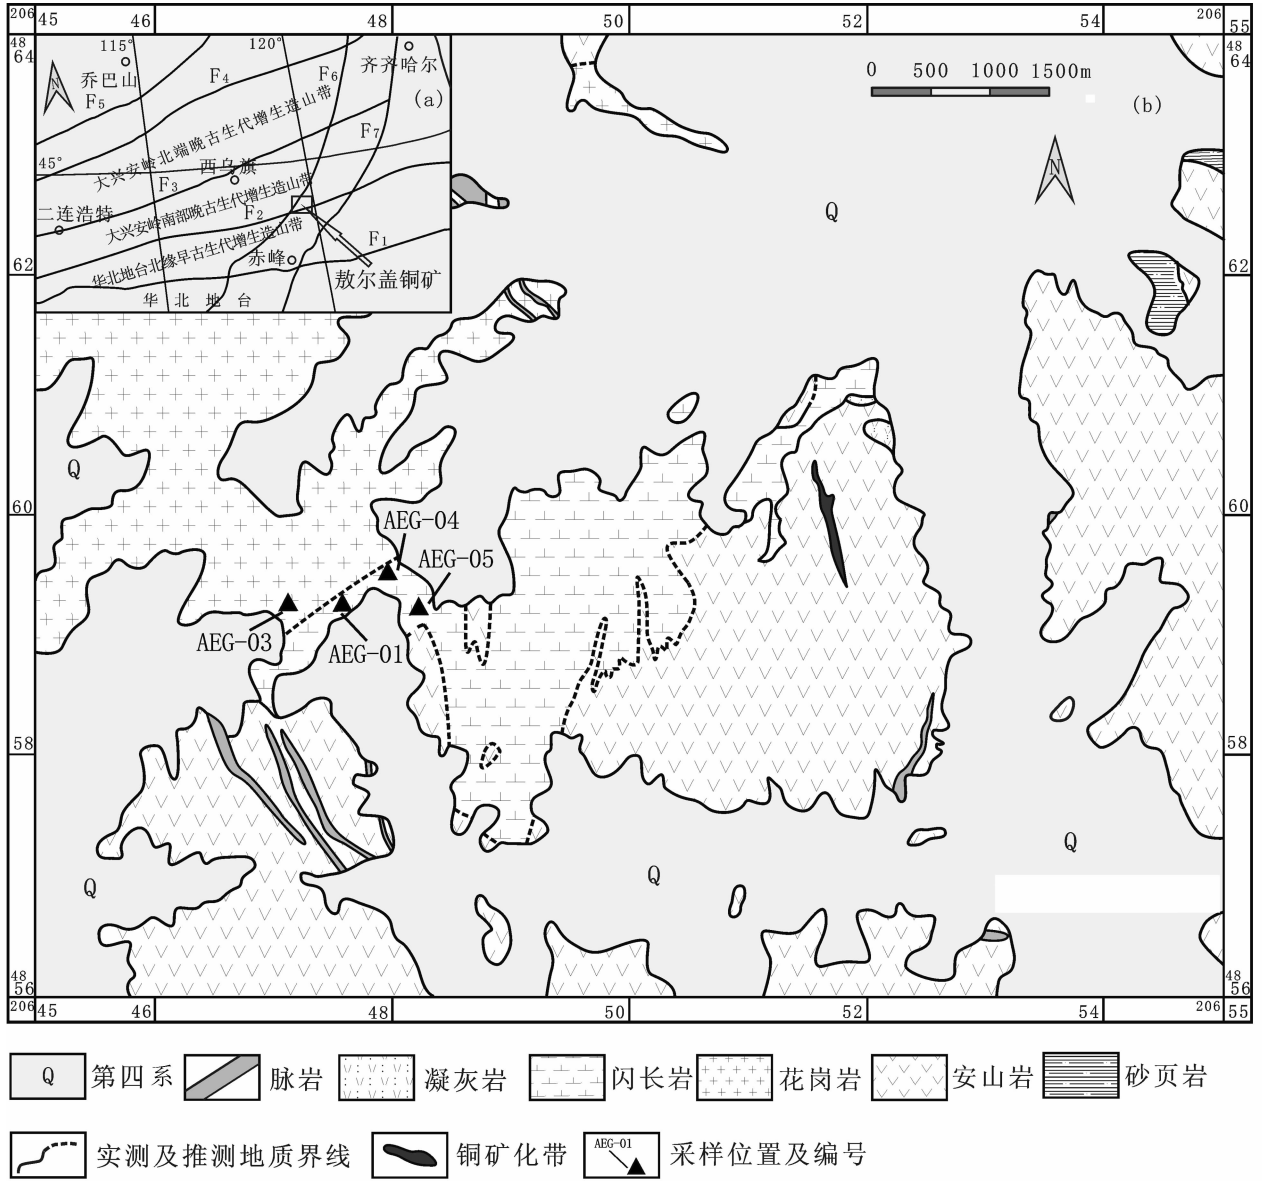 206 45 46 48 50 52 54 206 55
48 64
48 64
115°
120°
乔巴山
齐齐哈尔
N
F4
F6
F5
(a)
F7
大兴安岭北端晚古生代增生造山带
45°
西乌旗
F3
大兴安岭南部晚古生代增生造山带
二连浩特
F2
华北地台北缘早古生代增生造山带
F1
赤峰
敖尔盖铜矿
华北地台
0 500 1000 1500m
(b)
N
Q
62
62
Q
60
60
AEG-04
AEG-05
AEG-03
AEG-01
58
58
Q
Q
Q
48 56
48 56
206 45 46 48 50 52 54 206 55
Q 第四系 脉岩 凝灰岩 闪长岩 花岗岩 安山岩 砂页岩
实测及推测地质界线 铜矿化带 AEG-01 采样位置及编号